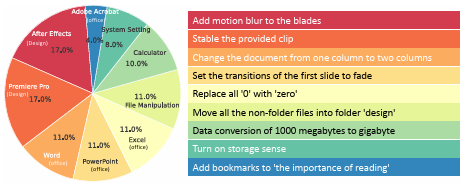 Adobe Acrobat
(office)
4.0%
System Setting
8.0%
Calculator
10.0%
11.0%
File Manipulation
11.0%
Excel
(office)
11.0%
PowerPoint
(office)
11.0%
Word
(office)
Premiere Pro
(Design)
17.0%
After Effects
(Design)
17.0%
Add motion blur to the blades
Stable the provided clip
Change the document from one column to two columns
Set the transitions of the first slide to fade
Replace all '0' with 'zero'
Move all the non-folder files into folder 'design'
Data conversion of 1000 megabytes to gigabyte
Turn on storage sense
Add bookmarks to 'the importance of reading'